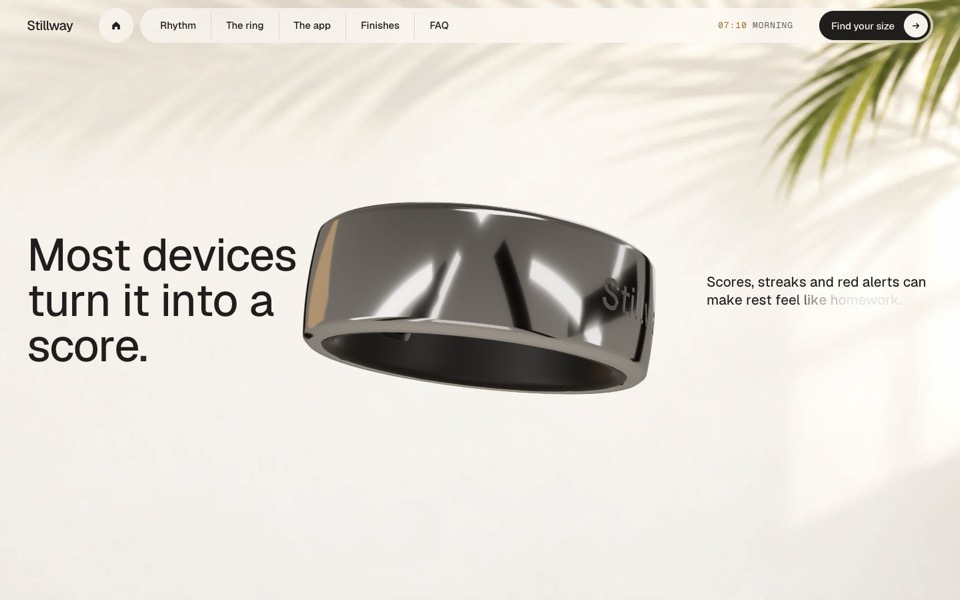 Stillway
Rhythm
The ring
The app
Finishes
FAQ
07:10 MORNING
Find your size
Most devices
turn it into a
score.
Scores, streaks and red alerts can
make rest feel like homework.